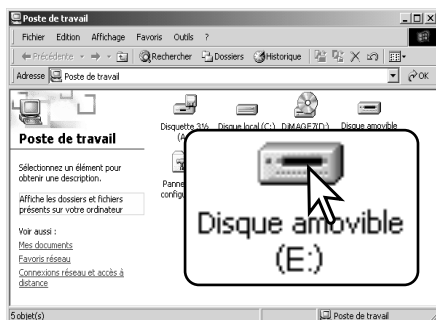 Poste de travail
Fichier Edition Affichage Favoris Outils ?
Précédente Rechercher Dossiers Historique
Adresse Poste de travail OK
Disquette 3½ (A Disque local (C:) DiMAGE7(D:) Disque amovible
Poste de travail
Panne
configu
Sélectionnez un élément pour
obtenir une description.
Affiche les dossiers et fichiers
présents sur votre ordinateur
Voir aussi :
Mes documents
Favoris réseau
Connexions réseau et accès à
distance
Disque amovible
(E:)
5 objet(s) Poste de travail